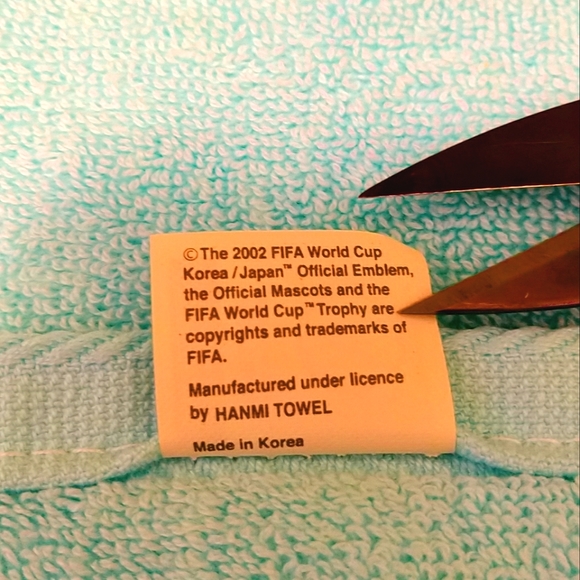 ©The 2002 FIFA World Cup
Korea/Japan™ Official Emblem,
the Official Mascots and the
FIFA World Cup™ Trophy are
copyrights and trademarks of
FIFA.
Manufactured under licence
by HANMI TOWEL
Made in Korea